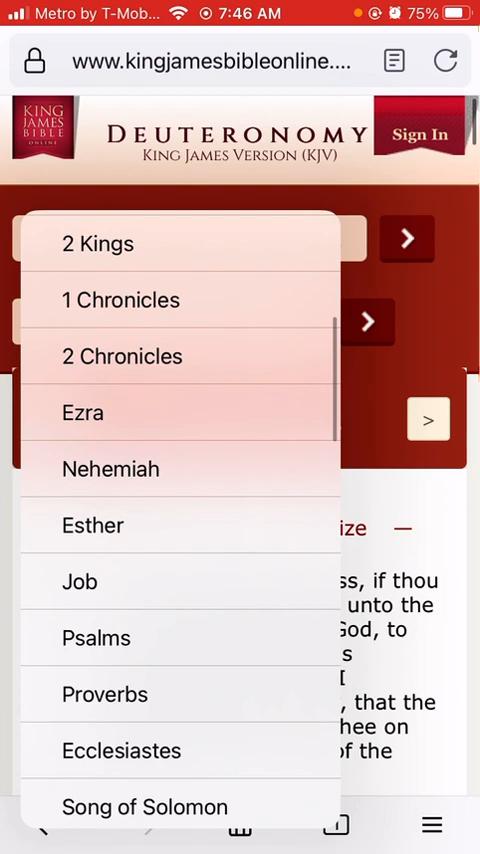 Metro by T-Mob... 7:46 AM 75%
www.kingjamesbibleonline....
KING
JAMES
BIBLE
ONLINE
DEUTERONOMY
KING JAMES VERSION (KJV)
Sign In
2 Kings
1 Chronicles
2 Chronicles
Ezra
>
Nehemiah
Esther
ize —
Job
ss, if thou
unto the
God, to
Psalms
s
I
Proverbs
, that the
hee on
Ecclesiastes
of the
Song of Solomon